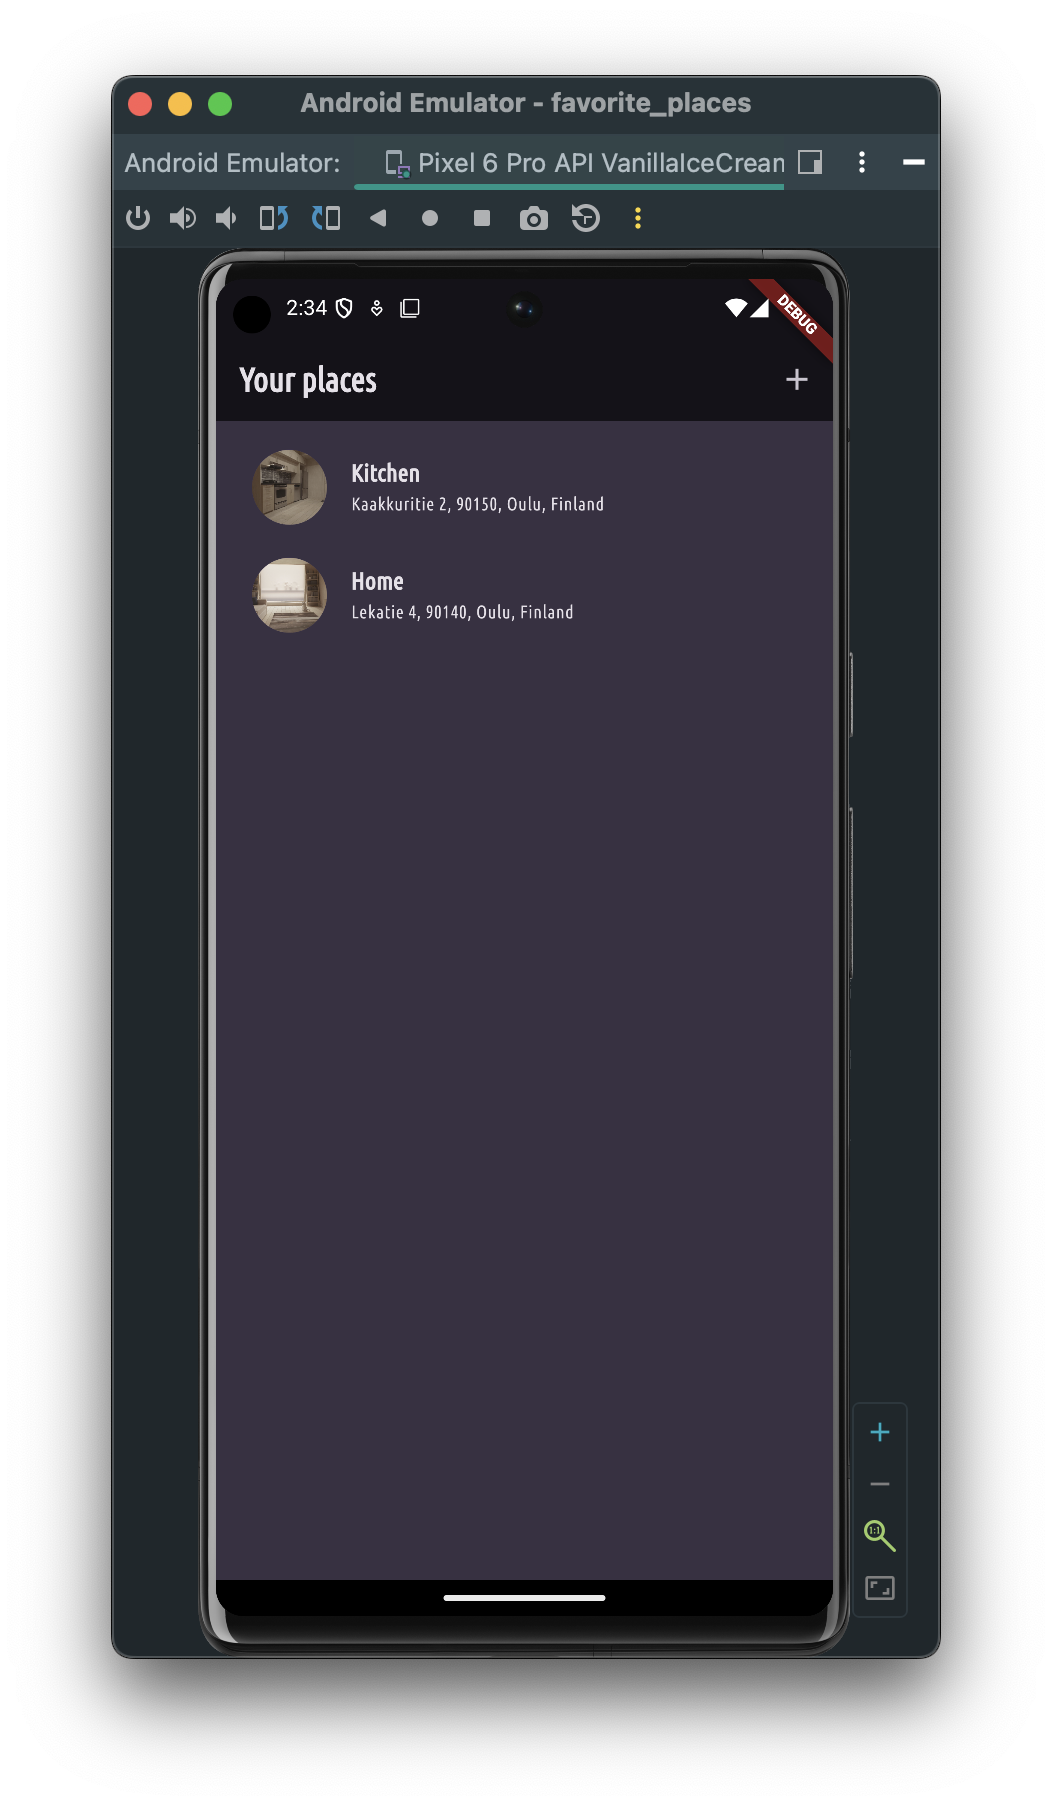 Android Emulator - favorite_places
Android Emulator:
Pixel 6 Pro API VanillaIceCream
2:34
DEBUG
Your places
Kitchen
Kaakkuritie 2, 90150, Oulu, Finland
Home
Lekatie 4, 90140, Oulu, Finland
1:1